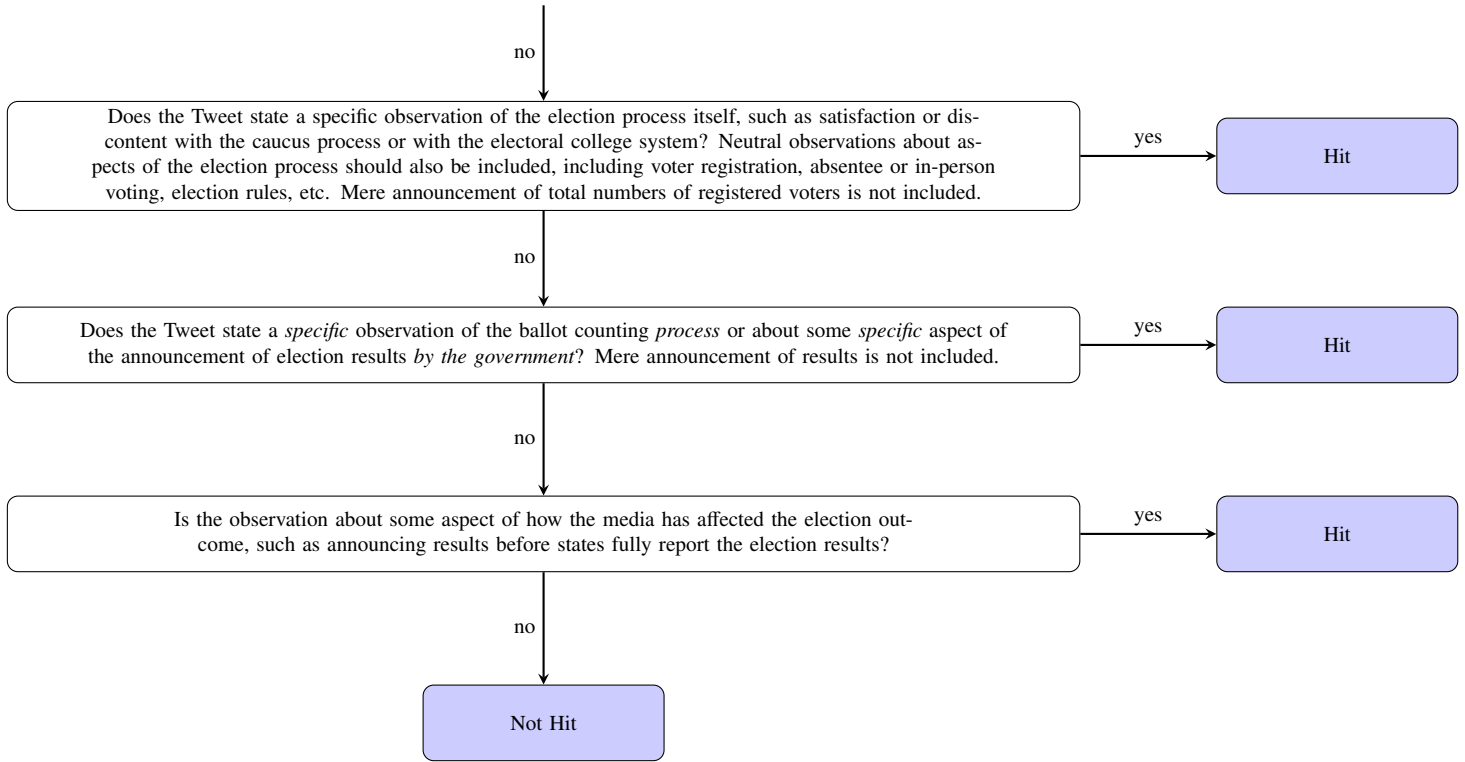 no
Does the Tweet state a specific observation of the election process itself, such as satisfaction or dis-
content with the caucus process or with the electoral college system? Neutral observations about as-
pects of the election process should also be included, including voter registration, absentee or in-person
voting, election rules, etc. Mere announcement of total numbers of registered voters is not included.
yes
Hit
no
Does the Tweet state a specific observation of the ballot counting process or about some specific aspect of
the announcement of election results by the government? Mere announcement of results is not included.
yes
Hit
no
Is the observation about some aspect of how the media has affected the election out-
come, such as announcing results before states fully report the election results?
yes
Hit
no
Not Hit